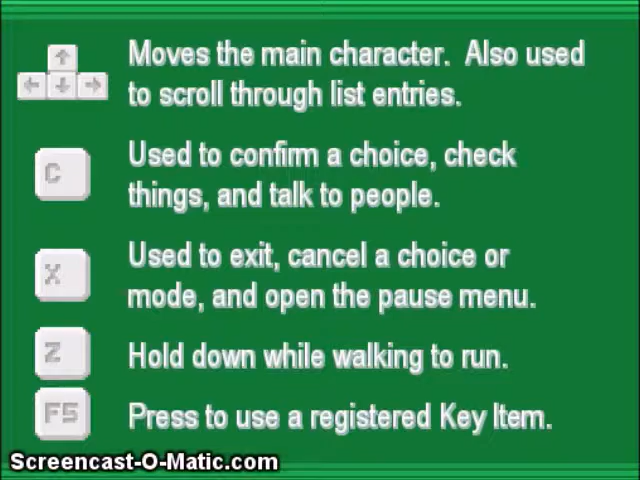 Moves the main character. Also used
to scroll through list entries.
C
Used to confirm a choice, check
things, and talk to people.
X
Used to exit, cancel a choice or
mode, and open the pause menu.
Z
Hold down while walking to run.
F5
Press to use a registered Key Item.
Screencast-O-Matic.com